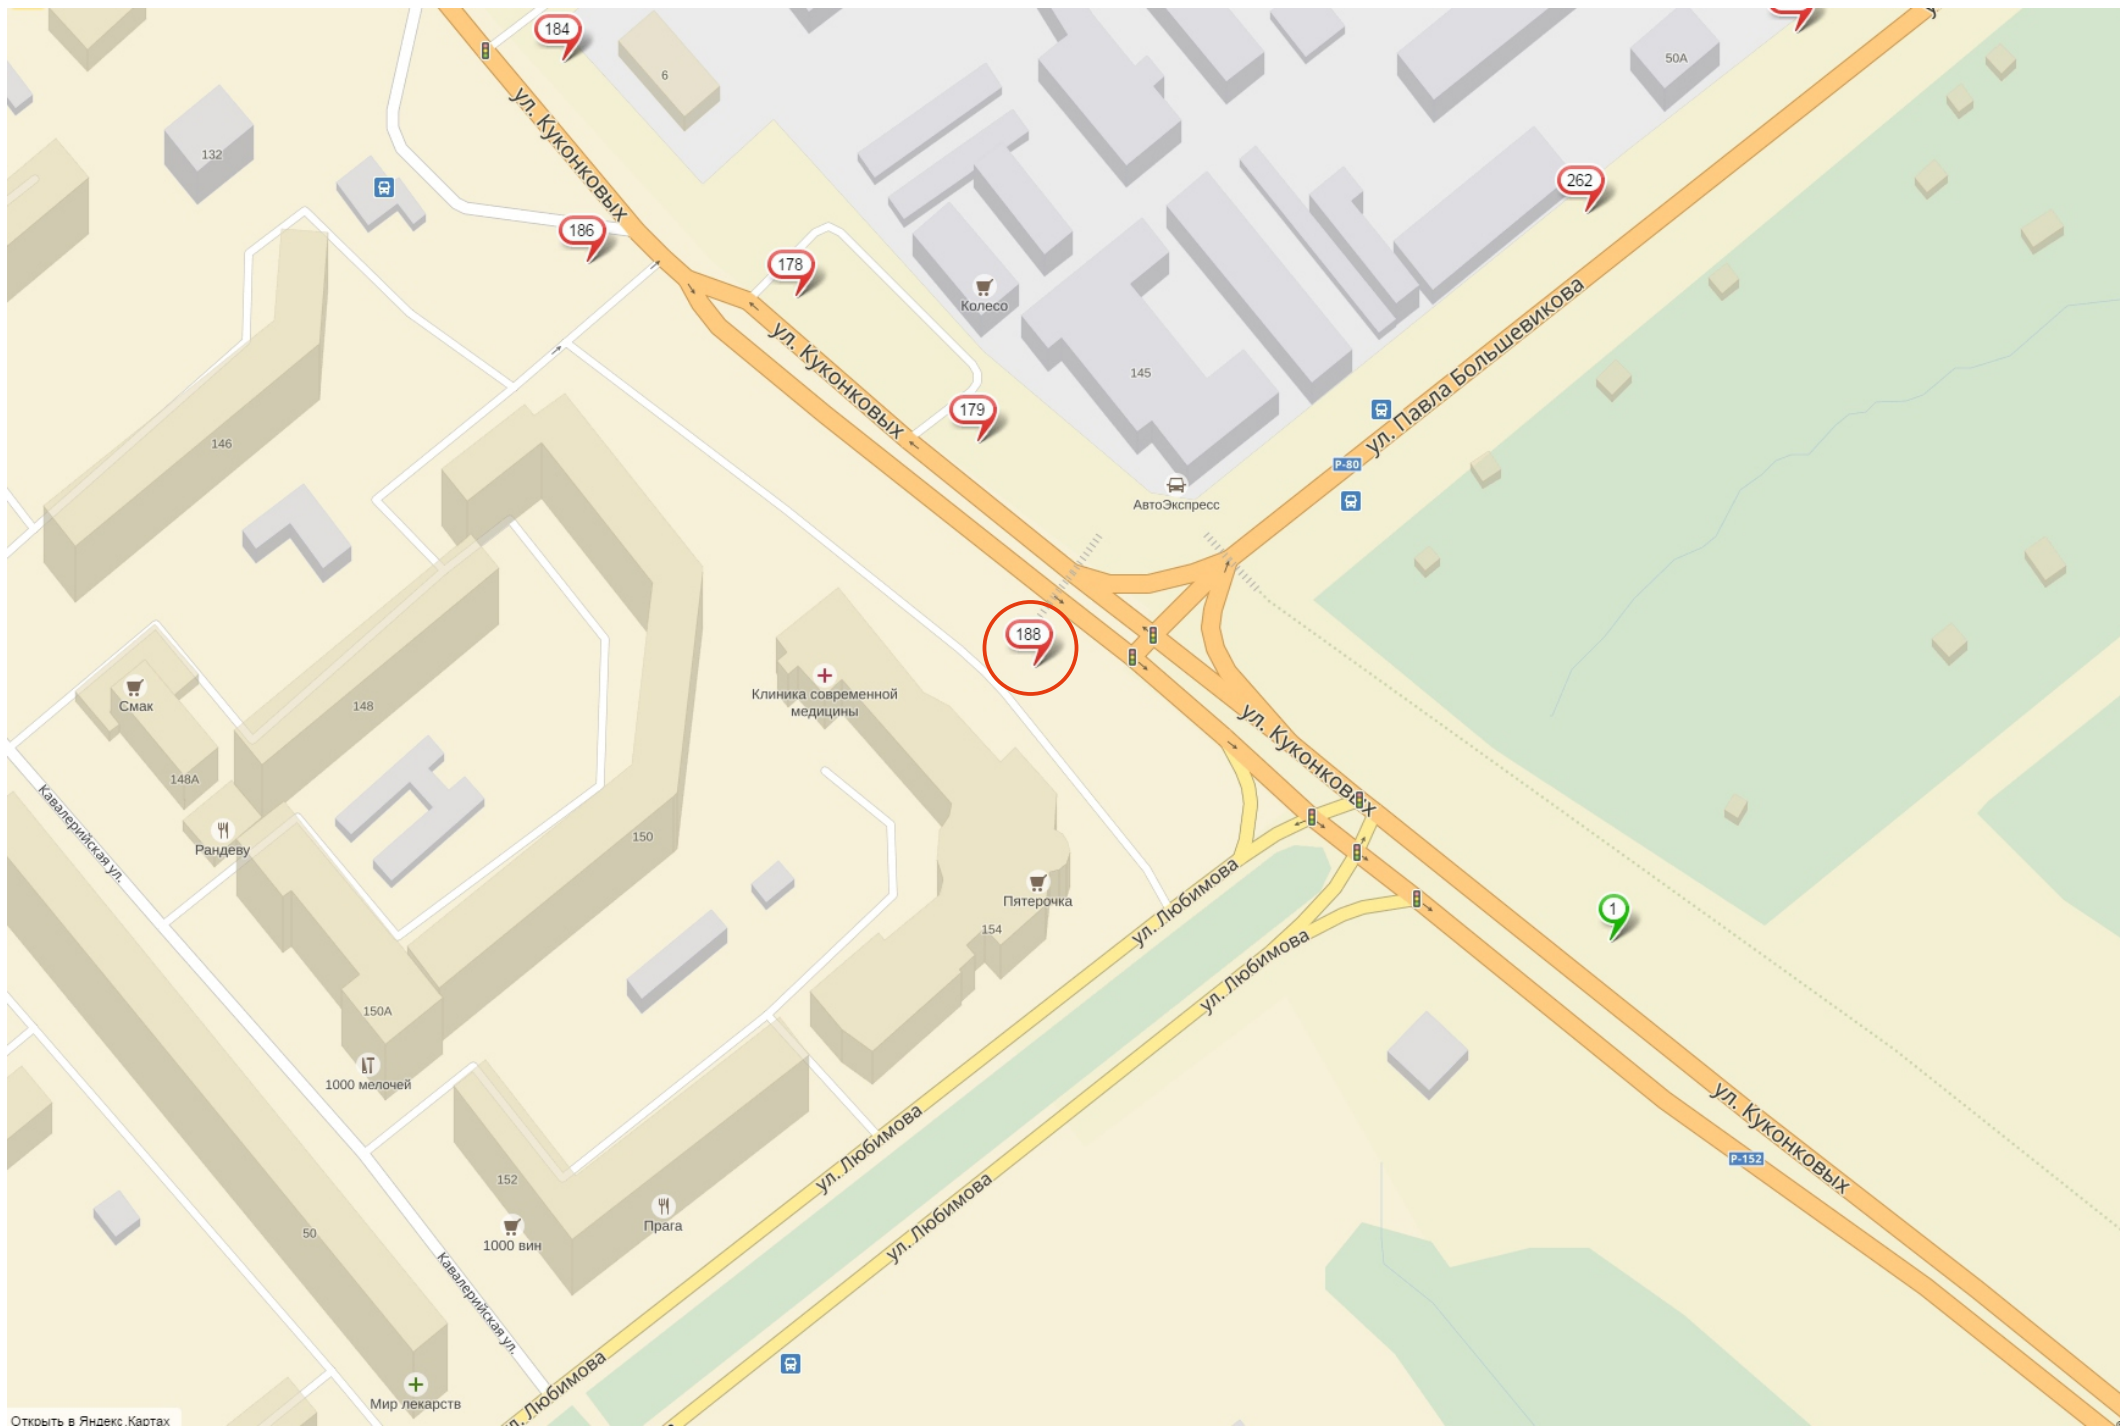 184
6
50А
ул. Куконковых
132
262
186
178
Колесо
ул. Павла Большевикова
ул. Куконковых
145
179
146
Р-80
АвтоЭкспресс
188
Клиника современной
медицины
Смак
148
148А
ул. Куконковых
Кавалерийская ул.
Рандеву
150
ул. Любимова
Пятерочка
154
1
ул. Любимова
150А
1000 мелочей
ул. Куконковых
Р-152
ул. Любимова
152
Прага
50
1000 вин
ул. Любимова
Кавалерийская ул.
ул. Любимова
Мир лекарств
Открыть в Яндекс.Картах